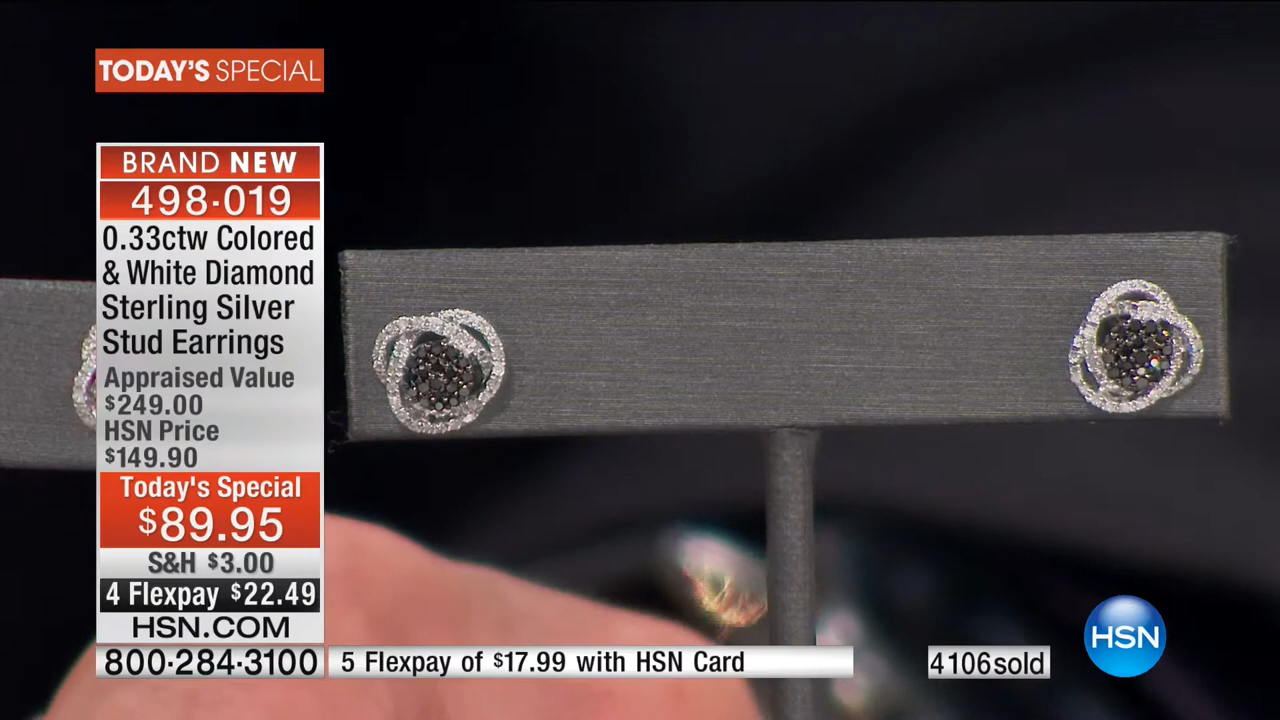 TODAY'S SPECIAL
BRAND NEW
498·019
0.33ctw Colored
& White Diamond
Sterling Silver
Stud Earrings
Appraised Value
$249.00
HSN Price
$149.90
Today's Special
$89.95
S&H $3.00
4 Flexpay $22.49
HSN.COM
800·284·3100
5 Flexpay of $17.99 with HSN Card
4106sold
HSN